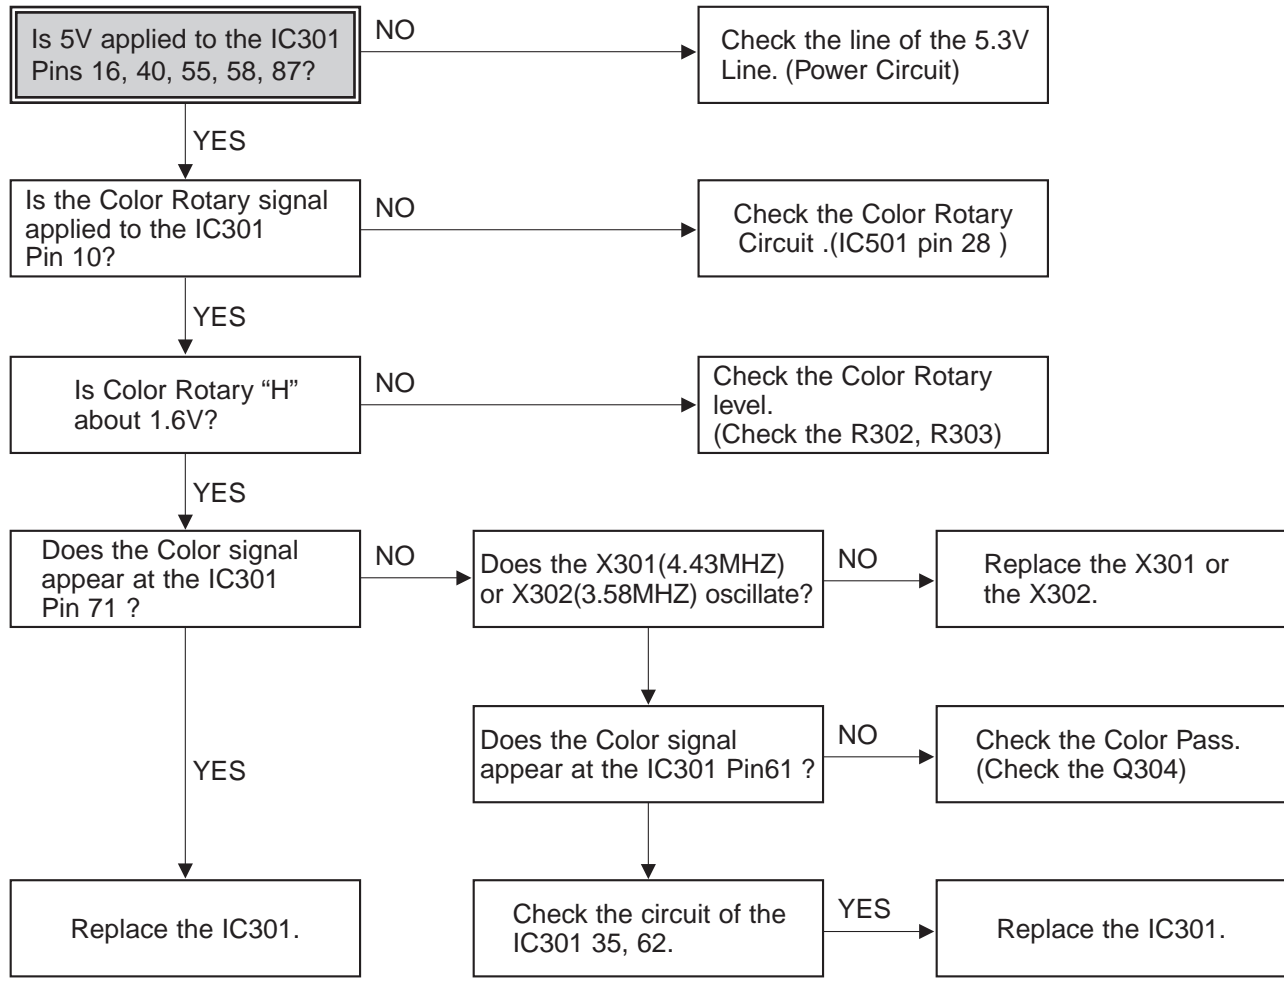 Is 5V applied to the IC301
Pins 16, 40, 55, 58, 87?
NO
Check the line of the 5.3V
Line. (Power Circuit)
YES
Is the Color Rotary signal
applied to the IC301
Pin 10?
NO
Check the Color Rotary
Circuit .(IC501 pin 28 )
YES
Is Color Rotary “H”
about 1.6V?
NO
Check the Color Rotary
level.
(Check the R302, R303)
YES
Does the Color signal
appear at the IC301
Pin 71 ?
NO
Does the X301(4.43MHZ)
or X302(3.58MHZ) oscillate?
NO
Replace the X301 or
the X302.
YES
Does the Color signal
appear at the IC301 Pin61 ?
NO
Check the Color Pass.
(Check the Q304)
Replace the IC301.
Check the circuit of the
IC301 35, 62.
YES
Replace the IC301.